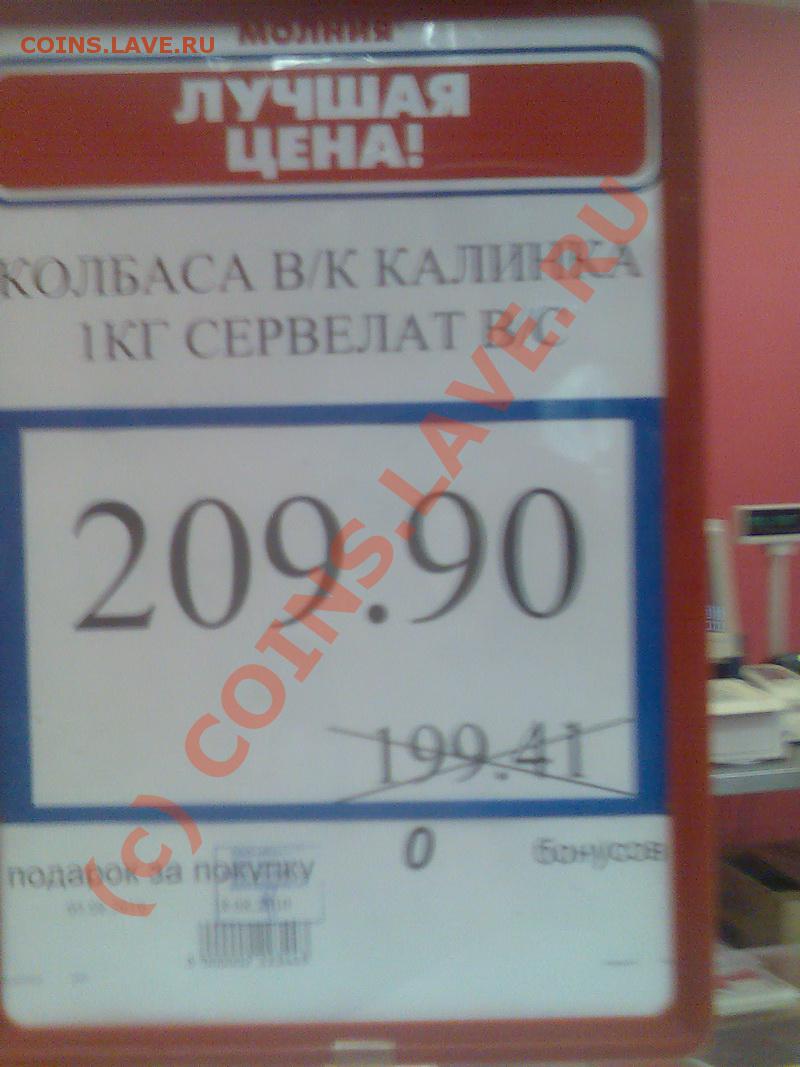 COINS.LAVE.RU
МОЛНИЯ
ЛУЧШАЯ
ЦЕНА!
КОЛБАСА В/К КАЛИНКА
1КГ СЕРВЕЛАТ В/С
209.90
199.41
0 бонусов
подарок за покупку
(c) COINS.LAVE.RU